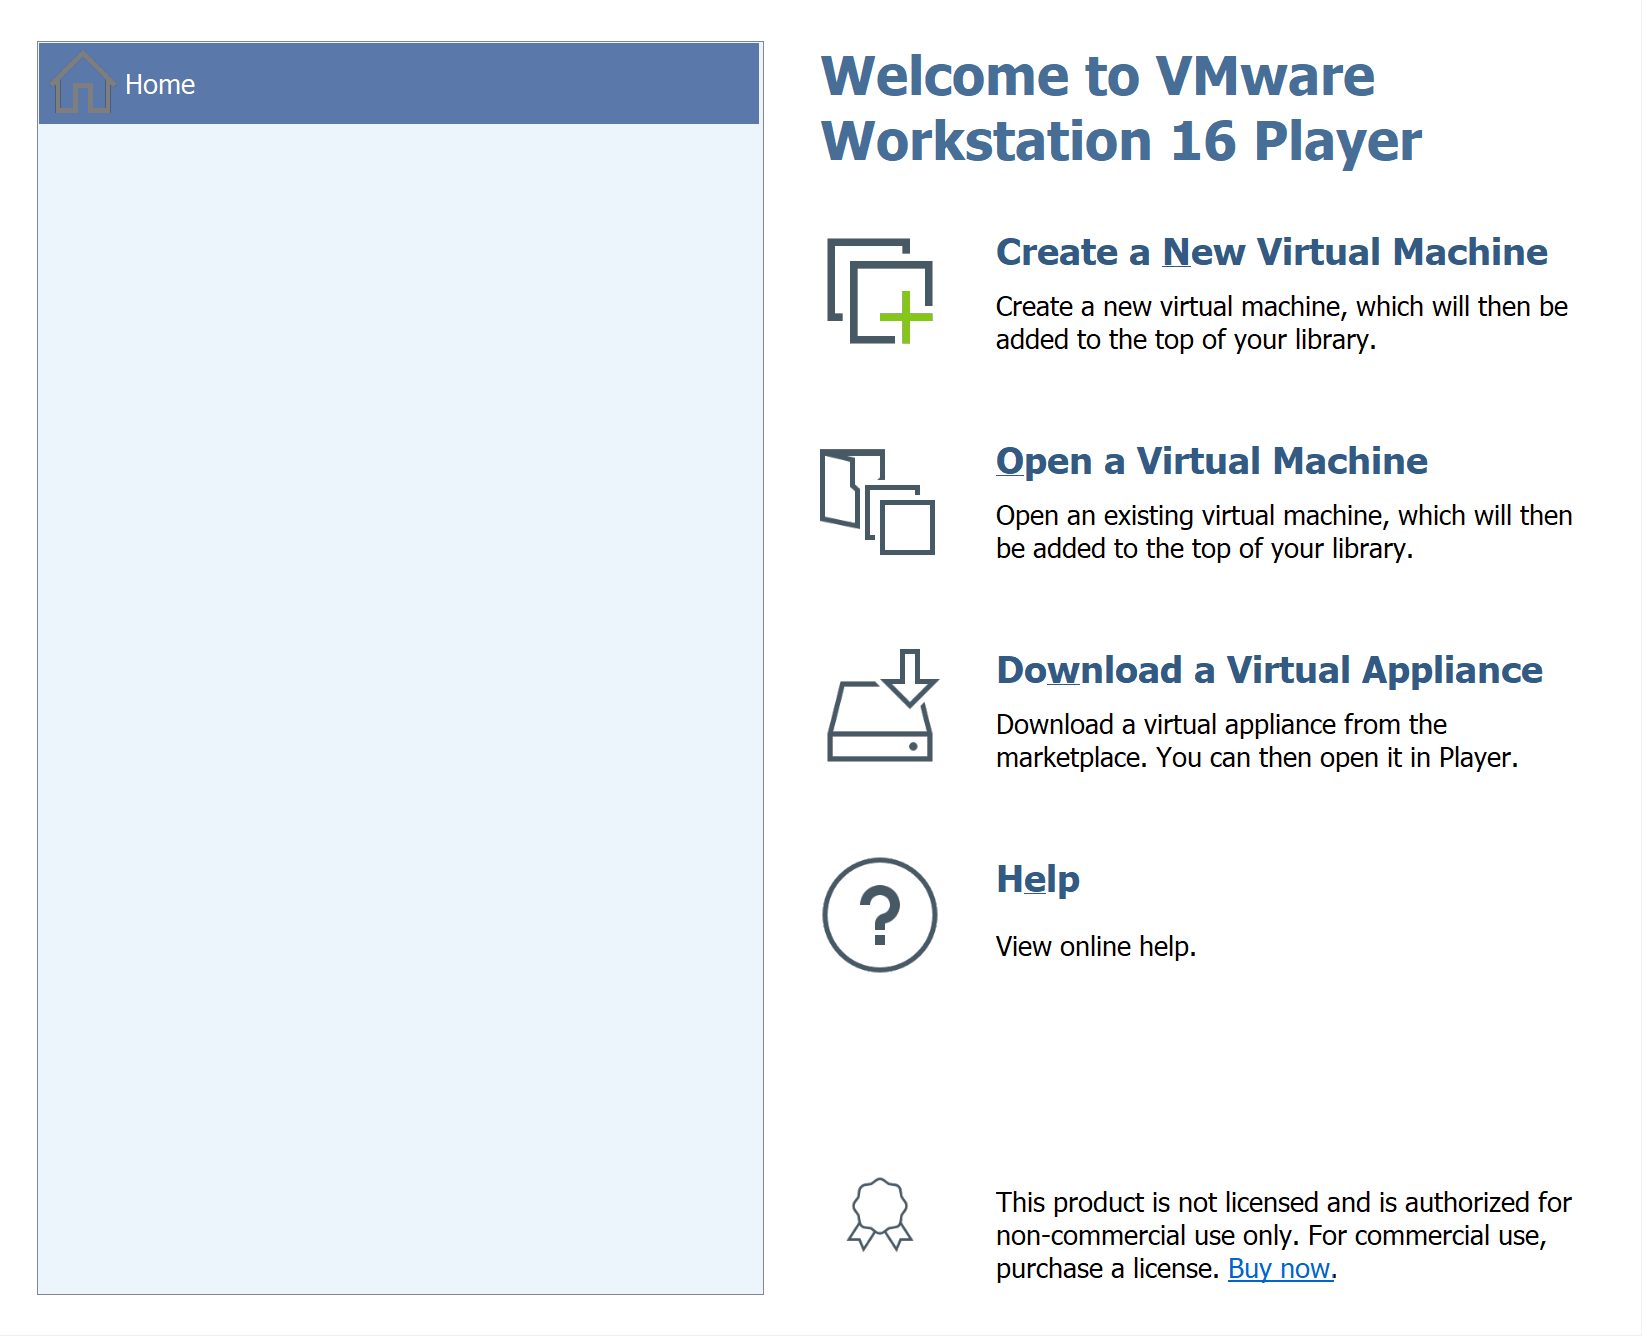 Home
Welcome to VMware
Workstation 16 Player
Create a New Virtual Machine
Create a new virtual machine, which will then be
added to the top of your library.
Open a Virtual Machine
Open an existing virtual machine, which will then
be added to the top of your library.
Download a Virtual Appliance
Download a virtual appliance from the
marketplace. You can then open it in Player.
Help
View online help.
This product is not licensed and is authorized for
non-commercial use only. For commercial use,
purchase a license. Buy now.